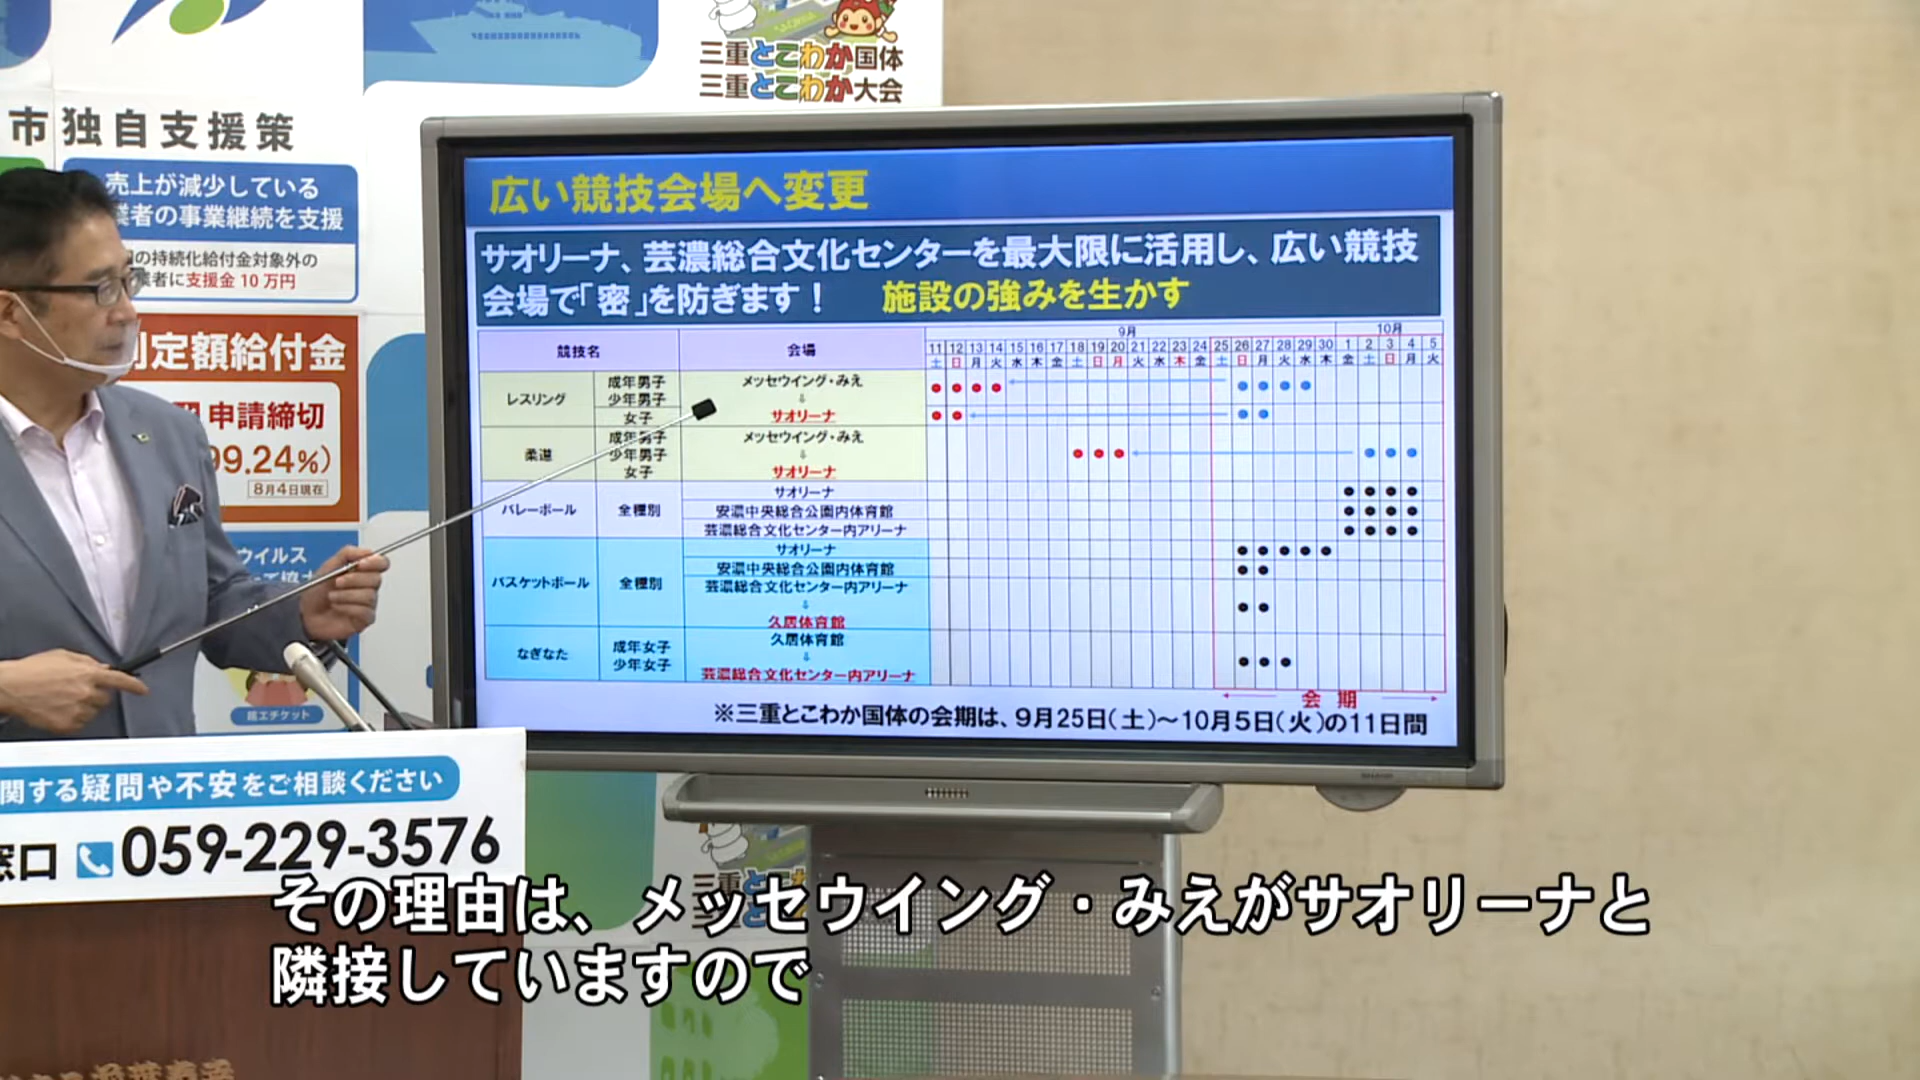 三重とこわか国体
三重とこわか大会
市独自支援策
売上が減少している
業者の事業継続を支援
の持続化給付金対象外の
業者に支援金10万円
定額給付金
申請締切
99.24%)
8月4日現在
ウイルス
咳エチケット
広い競技会場へ変更
サオリーナ、芸濃総合文化センターを最大限に活用し、広い競技
会場で「密」を防ぎます! 施設の強みを生かす
競技名 会場 9月 10月
11 12 13 14 15 16 17 18 19 20 21 22 23 24 25 26 27 28 29 30 1 2 3 4 5
土 日 月 火 水 木 金 土 日 月 火 水 木 金 土 日 月 火 水 木 金 土 日 月 火
レスリング 成年男子 少年男子 メッセウイング・みえ
⇩
女子 サオリーナ
柔道 成年男子 少年男子 女子 メッセウイング・みえ
⇩
サオリーナ
バレーボール 全種別 サオリーナ
安濃中央総合公園内体育館
芸濃総合文化センター内アリーナ
バスケットボール 全種別 サオリーナ
安濃中央総合公園内体育館
芸濃総合文化センター内アリーナ
⇩
久居体育館
なぎなた 成年女子 少年女子 久居体育館
⇩
芸濃総合文化センター内アリーナ
会期
※三重とこわか国体の会期は、9月25日(土)〜10月5日(火)の11日間
SHARP
関する疑問や不安をご相談ください
窓口 059-229-3576
その理由は、メッセウイング・みえがサオリーナと
隣接していますので